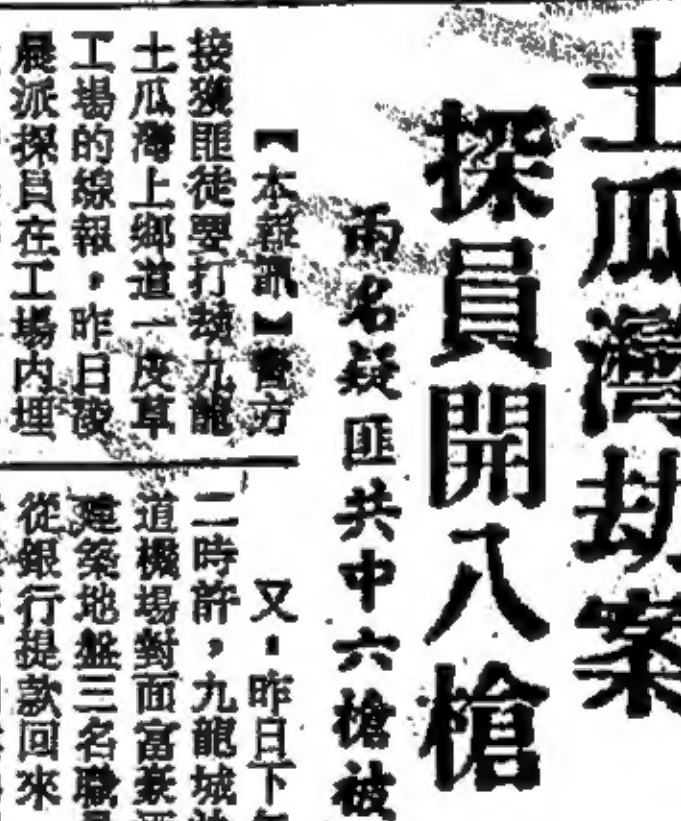 土瓜灣劫案
探員開八槍
兩名疑匪共中六槍被
【本報訊】警方
接獲匪徒要打劫九龍
土瓜灣上鄉道一皮草
工場的線報，昨日凌
晨派探員在工場內埋
又，昨日下
二時許，九龍城
道機場對面富豪
建築地盤三名職
從銀行提款回來